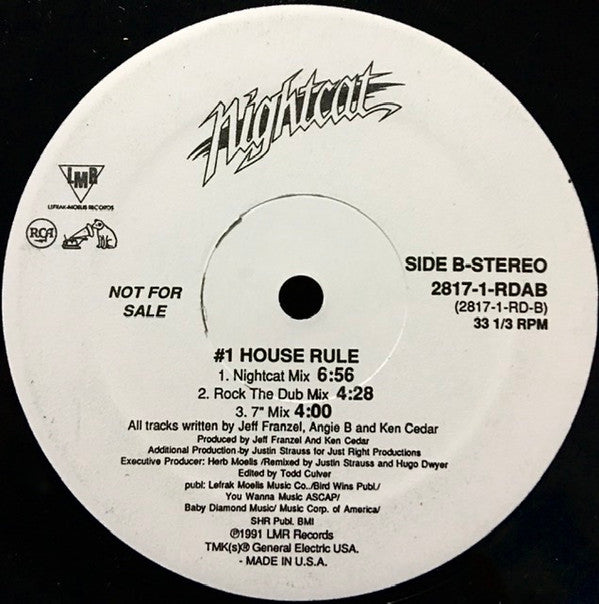 Nightcat
LMR
LEFRAK-MOELIS RECORDS
RCA
NOT FOR
SALE
SIDE B-STEREO
2817-1-RDAB
(2817-1-RD-B)
33 1/3 RPM
#1 HOUSE RULE
1. Nightcat Mix 6:56
2. Rock The Dub Mix 4:28
3. 7" Mix 4:00
All tracks written by Jeff Franzel, Angie B and Ken Cedar
Produced by Jeff Franzel And Ken Cedar
Additional Production by Justin Strauss for Just Right Productions
Executive Producer: Herb Moelis /Remixed by Justin Strauss and Hugo Dwyer
Edited by Todd Culver
publ: Lefrak Moelis Music Co../Bird Wins Publ./
You Wanna Music ASCAP/
Baby Diamond Music/ Music Corp. of America/
SHR Publ. BMI
℗1991 LMR Records
TMK(s)® General Electric USA.
- MADE IN U.S.A.